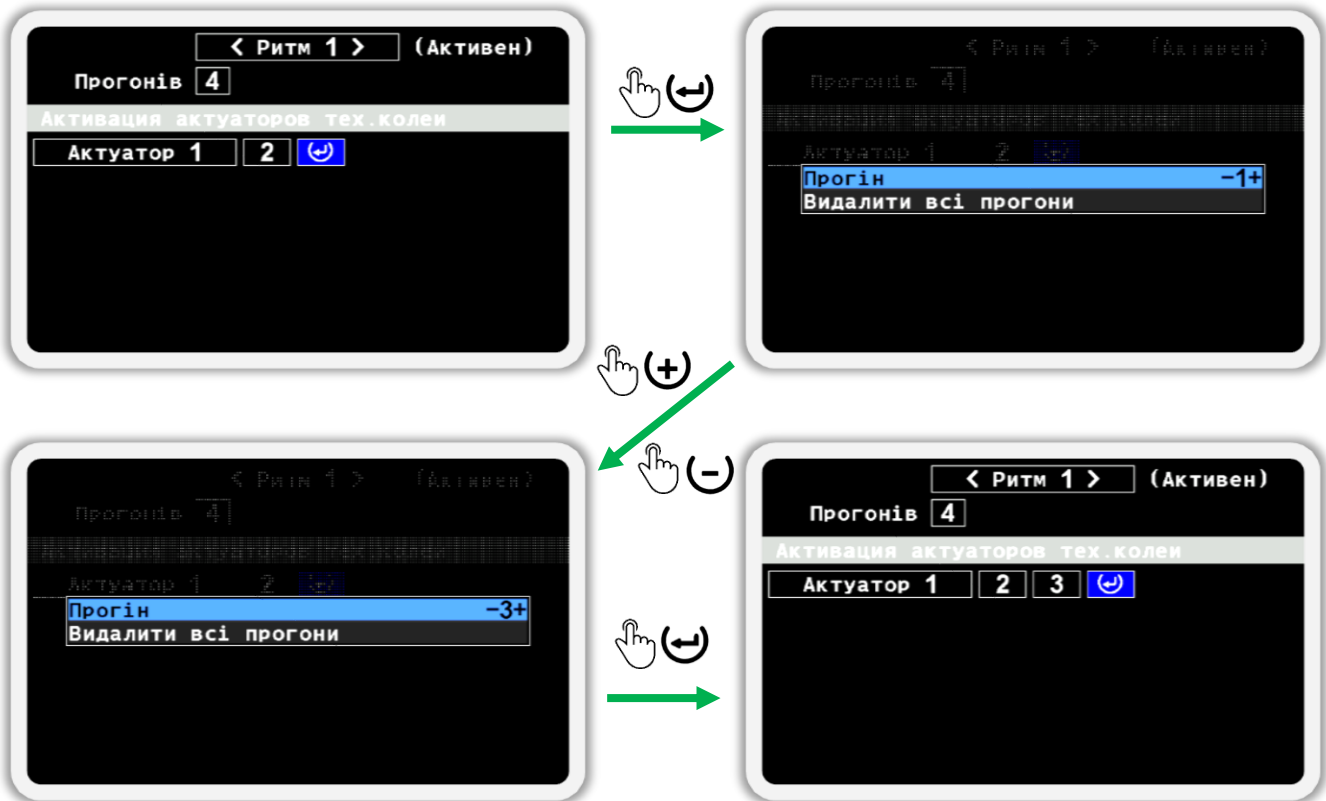 < Ритм 1 > (Активен)
Прогонів 4
Активация актуаторов тех.колеи
Актуатор 1 2
< Ритм 1 > (Активен)
Прогонів 4
Активация актуаторов тех.колеи
Актуатор 1 2
Прогін −1+
Видалити всі прогони
+
-
< Ритм 1 > (Активен)
Прогонів 4
Активация актуаторов тех.колеи
Актуатор 1 2
Прогін −3+
Видалити всі прогони
< Ритм 1 > (Активен)
Прогонів 4
Активация актуаторов тех.колеи
Актуатор 1 2 3